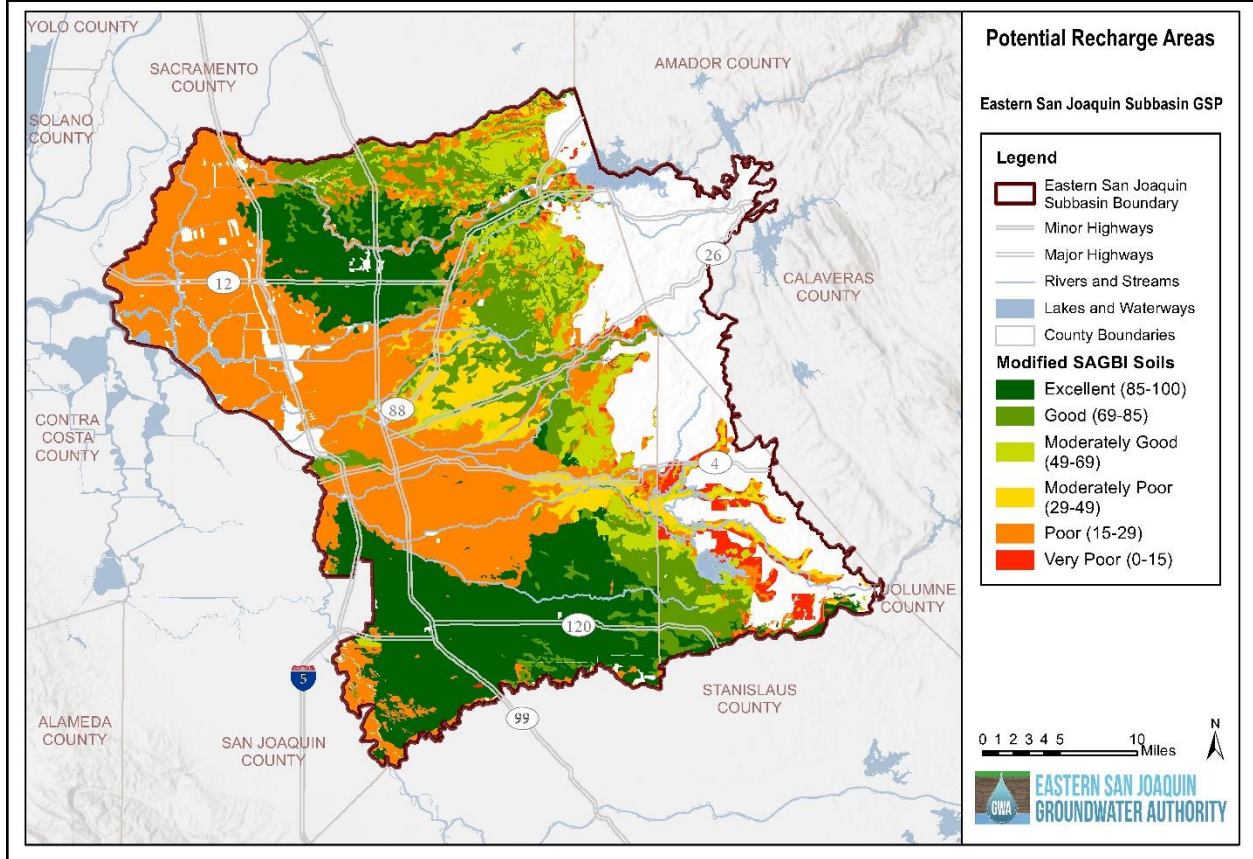 YOLO COUNTY
SACRAMENTO
COUNTY
AMADOR COUNTY
SOLANO
COUNTY
12
26
CALAVERAS
COUNTY
CONTRA
COSTA
COUNTY
88
4
OLUMNE
COUNTY
120
5
STANISLAUS
COUNTY
99
ALAMEDA
COUNTY
SAN JOAQUIN
COUNTY
Potential Recharge Areas
Eastern San Joaquin Subbasin GSP
Legend
Eastern San Joaquin
Subbasin Boundary
Minor Highways
Major Highways
Rivers and Streams
Lakes and Waterways
County Boundaries
Modified SAGBI Soils
Excellent (85-100)
Good (69-85)
Moderately Good
(49-69)
Moderately Poor
(29-49)
Poor (15-29)
Very Poor (0-15)
N
0 1 2 3 4 5 10
Miles
GWA
EASTERN SAN JOAQUIN
GROUNDWATER AUTHORITY